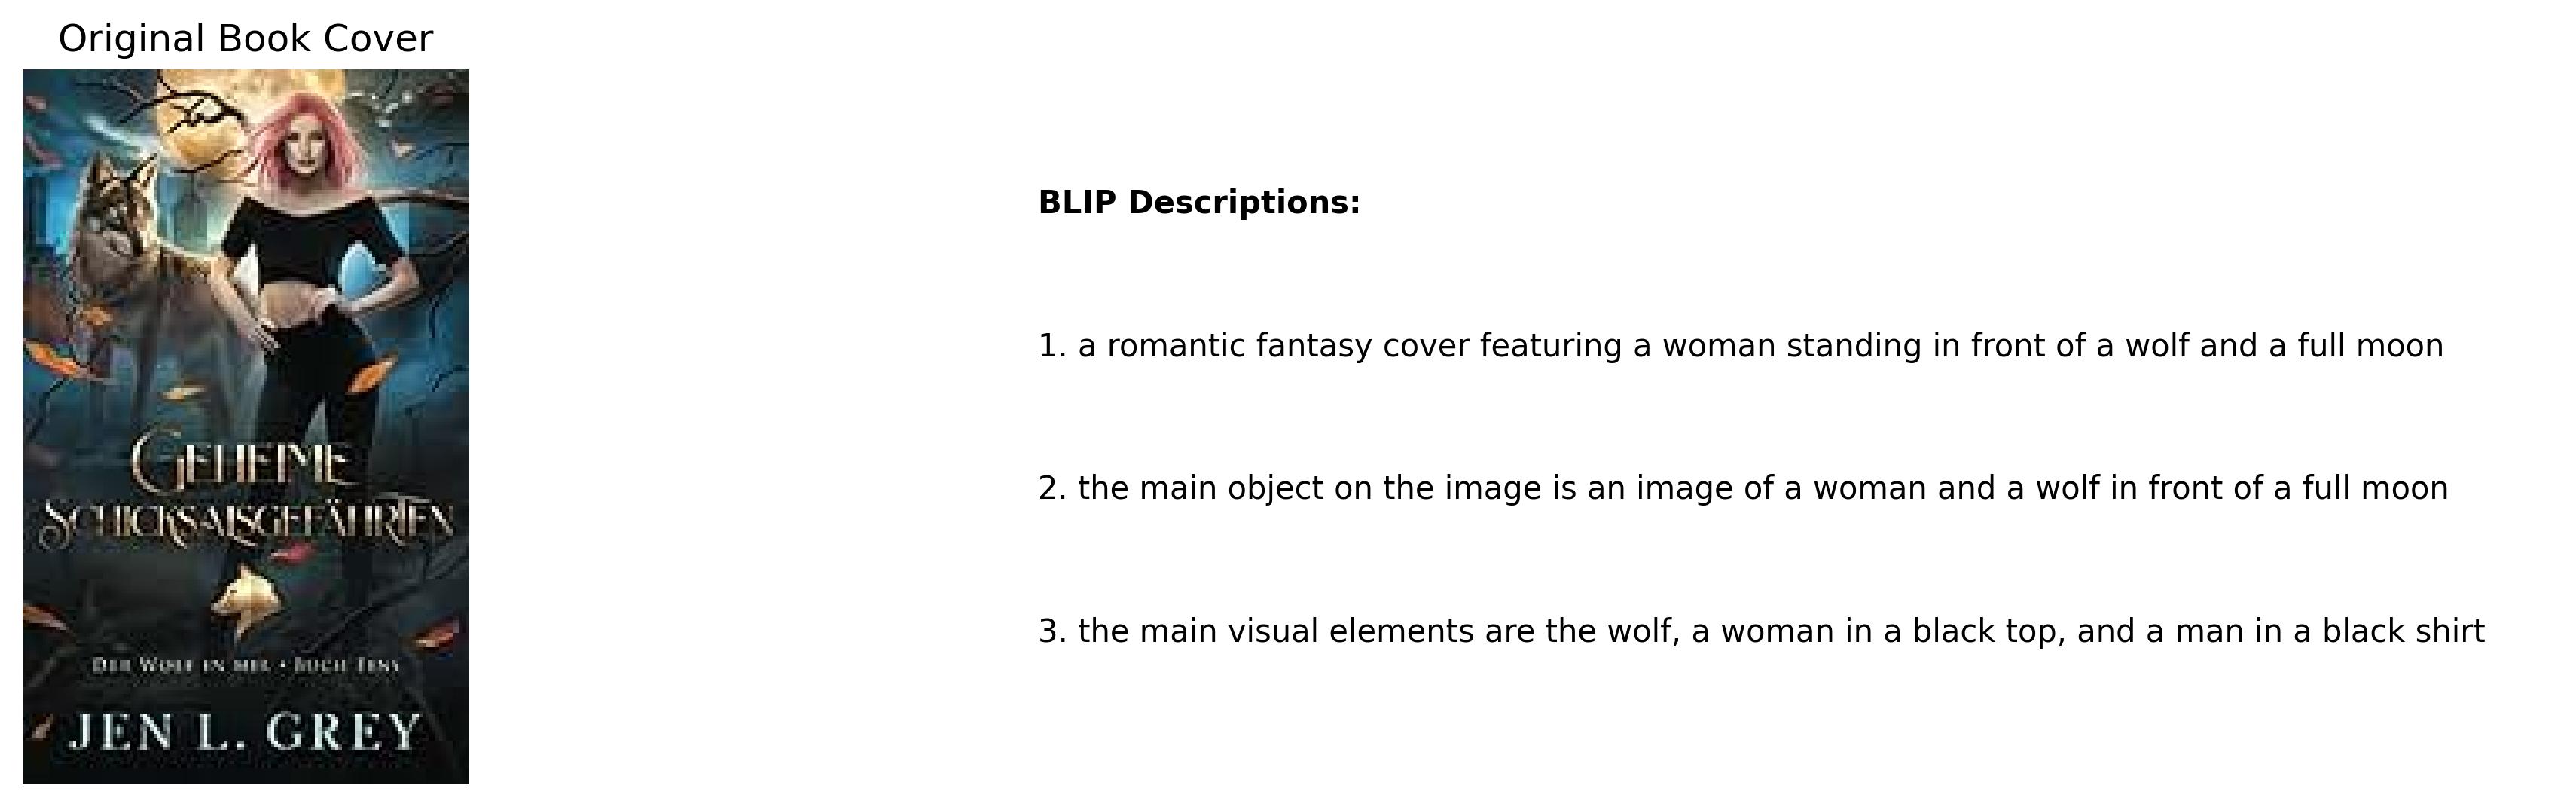 Original Book Cover
GEHEIME
SCHICKSALSGEFÄHRTEN
DER WOLF IN MIR • BUCH EINS
JEN L. GREY
BLIP Descriptions:
1. a romantic fantasy cover featuring a woman standing in front of a wolf and a full moon
2. the main object on the image is an image of a woman and a wolf in front of a full moon
3. the main visual elements are the wolf, a woman in a black top, and a man in a black shirt